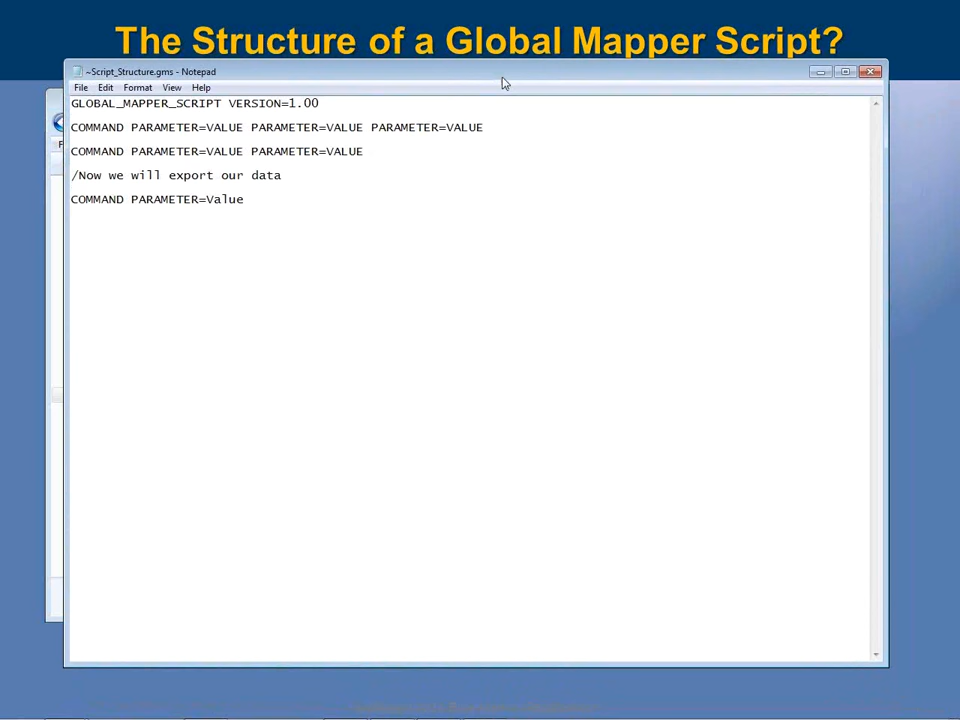 The Structure of a Global Mapper Script?
~Script_Structure.gms - Notepad
File Edit Format View Help
GLOBAL_MAPPER_SCRIPT VERSION=1.00
COMMAND PARAMETER=VALUE PARAMETER=VALUE PARAMETER=VALUE
COMMAND PARAMETER=VALUE PARAMETER=VALUE
/Now we will export our data
COMMAND PARAMETER=Value